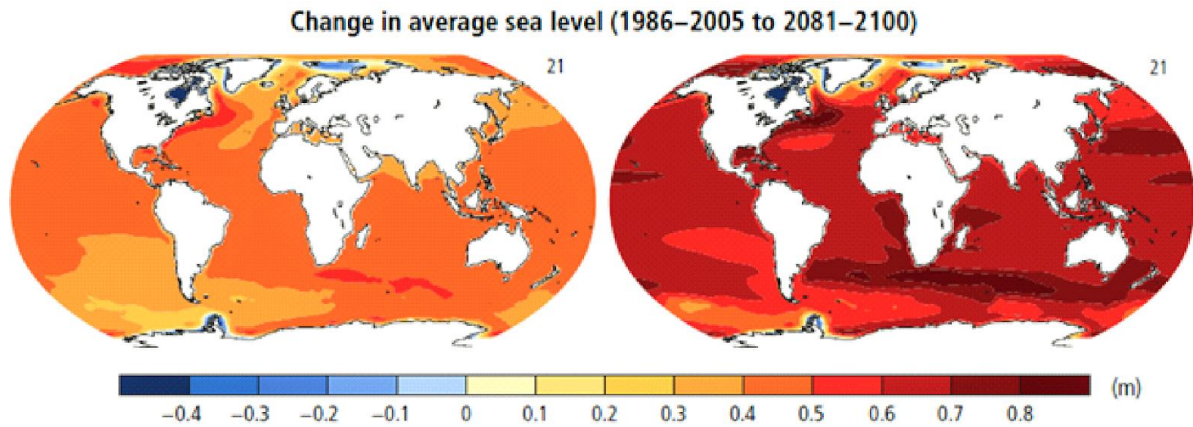 Change in average sea level (1986–2005 to 2081–2100)
21
21
(m)
−0.4 −0.3 −0.2 −0.1 0 0.1 0.2 0.3 0.4 0.5 0.6 0.7 0.8